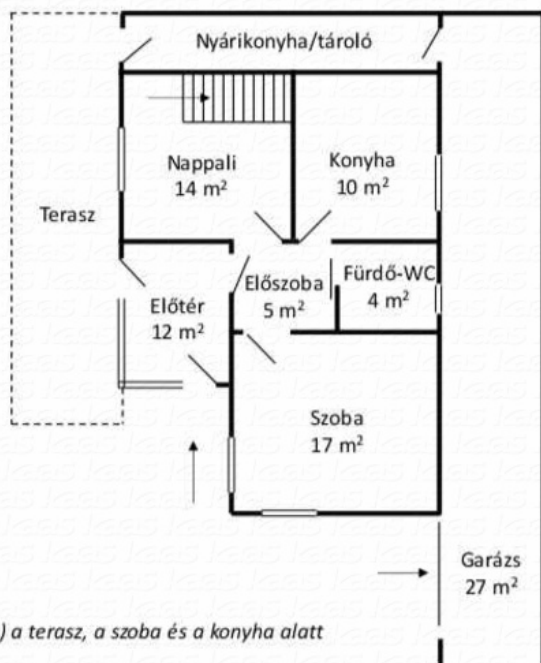 Nyárikonyha/tároló
Nappali
14 m²
Konyha
10 m²
Terasz
Előtér
12 m²
Előszoba
5 m²
Fürdő-WC
4 m²
Szoba
17 m²
Garázs
27 m²
) a terasz, a szoba és a konyha alatt